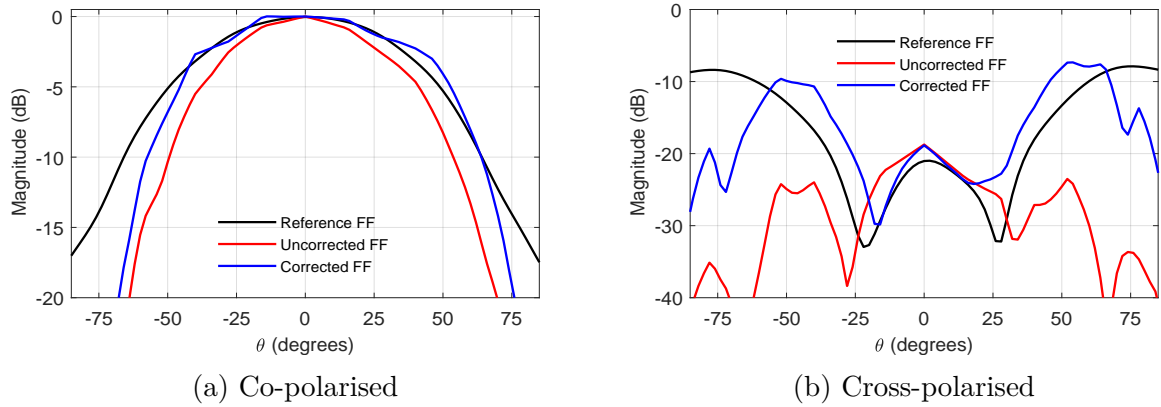 0
-5
-10
-15
-20
Magnitude (dB)
Reference FF
Uncorrected FF
Corrected FF
-75 -50 -25 0 25 50 75
θ (degrees)
(a) Co-polarised
-10
-20
-30
-40
Magnitude (dB)
0
Reference FF
Uncorrected FF
Corrected FF
-75 -50 -25 0 25 50 75
θ (degrees)
(b) Cross-polarised